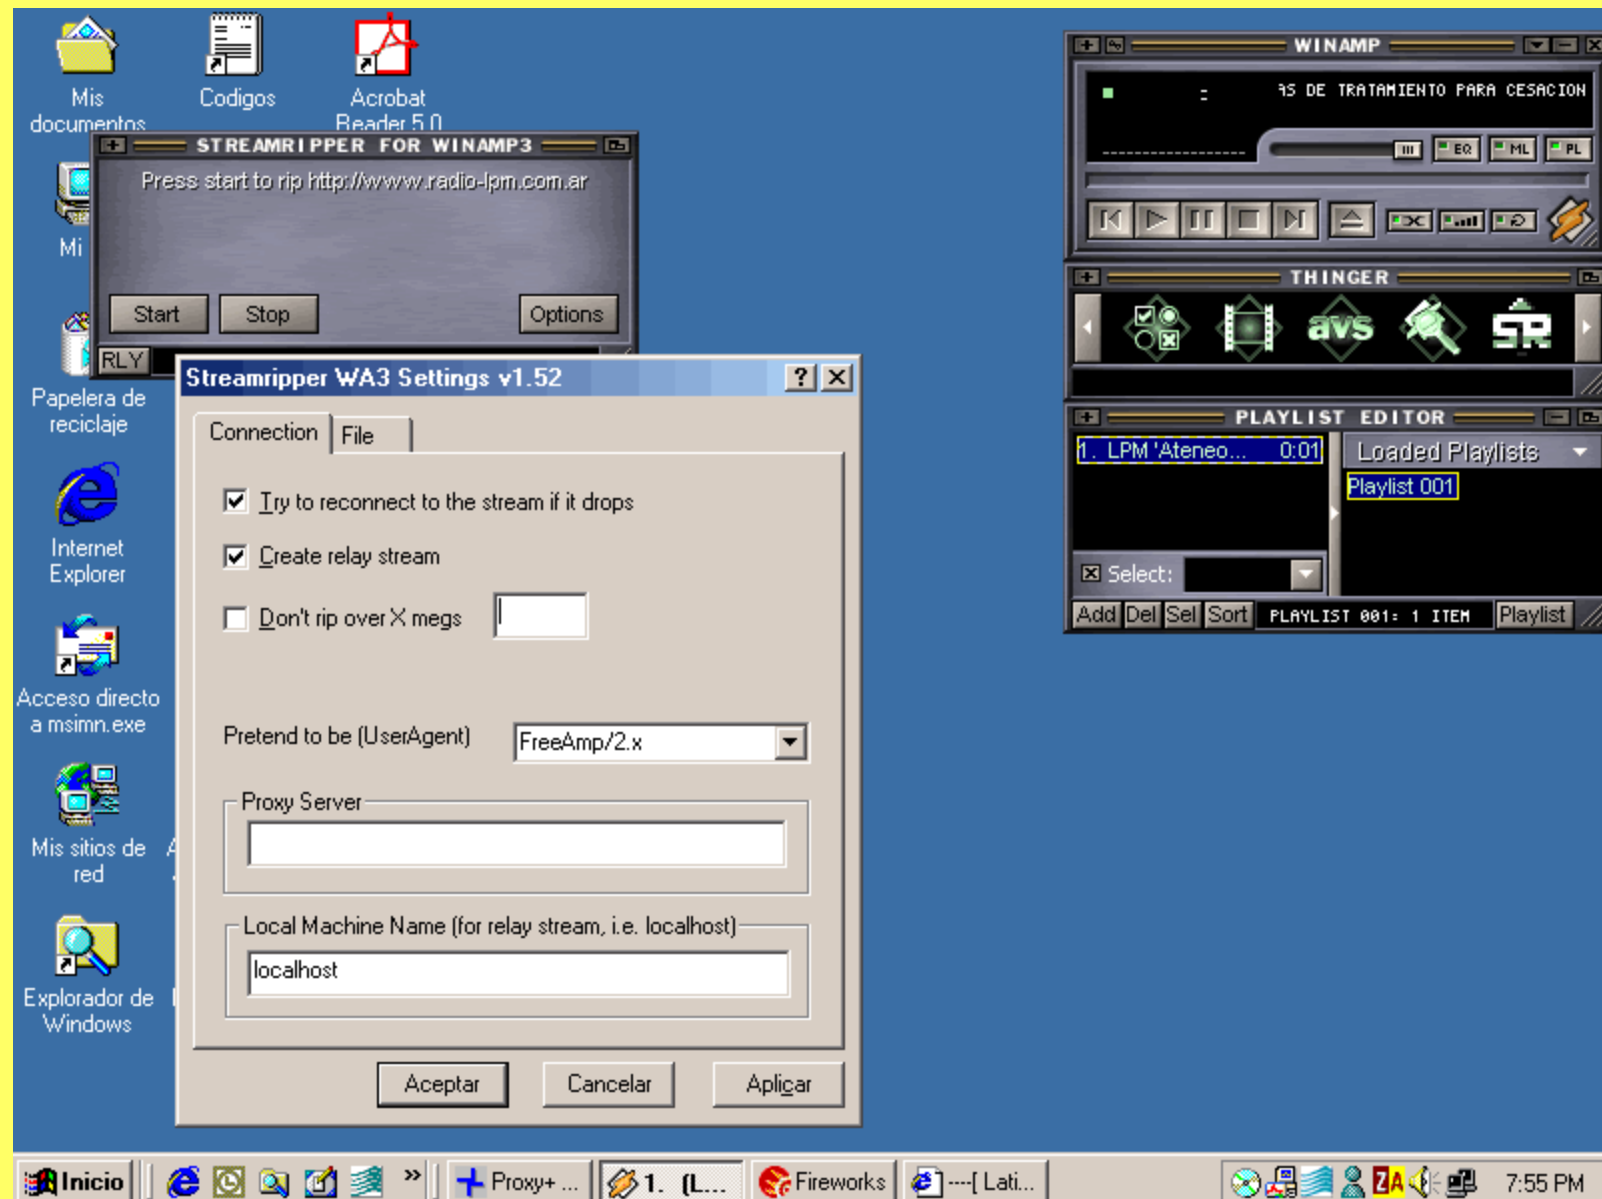 Mis documentos
Codigos
Acrobat Reader 5.0
STREAMRIPPER FOR WINAMP3
Press start to rip http://www.radio-lpm.com.ar
Start
Stop
Options
RLY
Mi
Papelera de reciclaje
Internet Explorer
Acceso directo a msimn.exe
Mis sitios de red
Explorador de Windows
Streamripper WA3 Settings v1.52
Connection
File
Try to reconnect to the stream if it drops
Create relay stream
Don't rip over X megs
Pretend to be (UserAgent)
FreeAmp/2.x
Proxy Server
Local Machine Name (for relay stream, i.e. localhost)
localhost
Aceptar
Cancelar
Aplicar
WINAMP
AS DE TRATAMIENTO PARA CESACION
EQ
ML
PL
THINGER
avs
SR
PLAYLIST EDITOR
1. LPM 'Ateneo... 0:01
Loaded Playlists
Playlist 001
Select:
Add Del Sel Sort
PLAYLIST 001: 1 ITEM
Playlist
Inicio
»
Proxy+ ...
1. (L...
Fireworks
----[ Lati...
ZA
7:55 PM